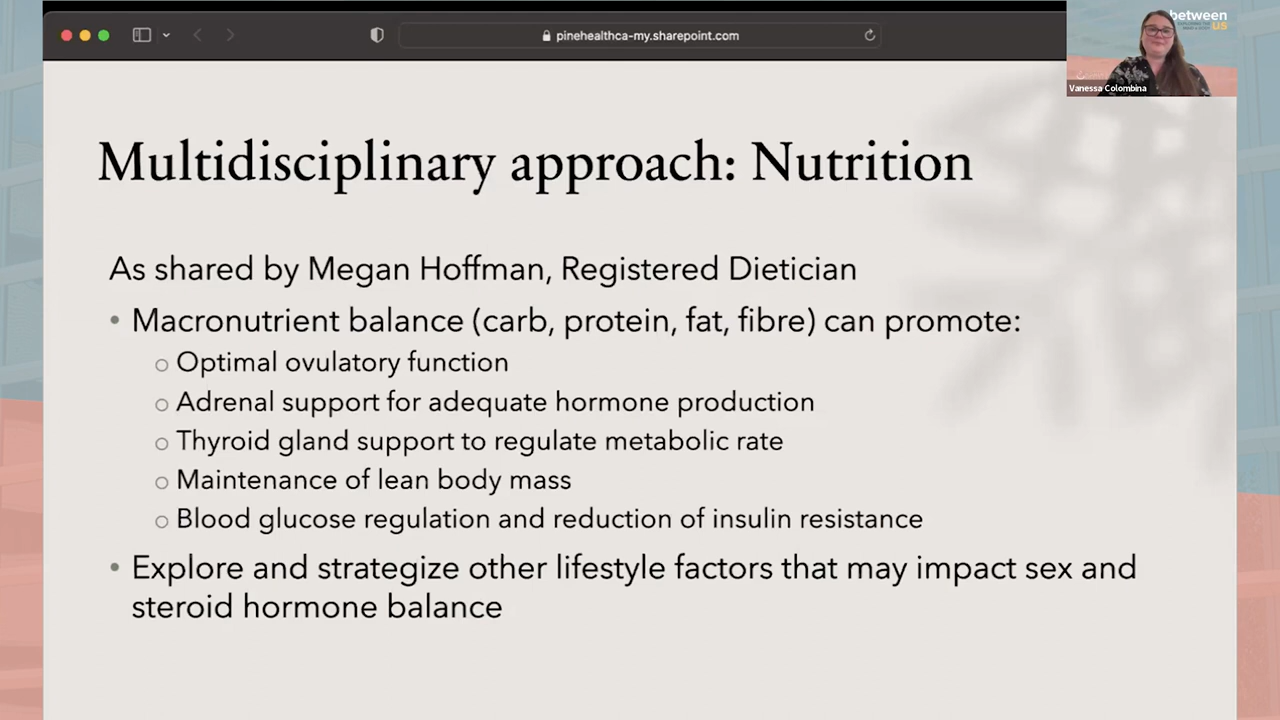 pinehealthca-my.sharepoint.com
between
US
Vanessa Colombina
Multidisciplinary approach: Nutrition
As shared by Megan Hoffman, Registered Dietician
• Macronutrient balance (carb, protein, fat, fibre) can promote:
○ Optimal ovulatory function
○ Adrenal support for adequate hormone production
○ Thyroid gland support to regulate metabolic rate
○ Maintenance of lean body mass
○ Blood glucose regulation and reduction of insulin resistance
• Explore and strategize other lifestyle factors that may impact sex and
steroid hormone balance